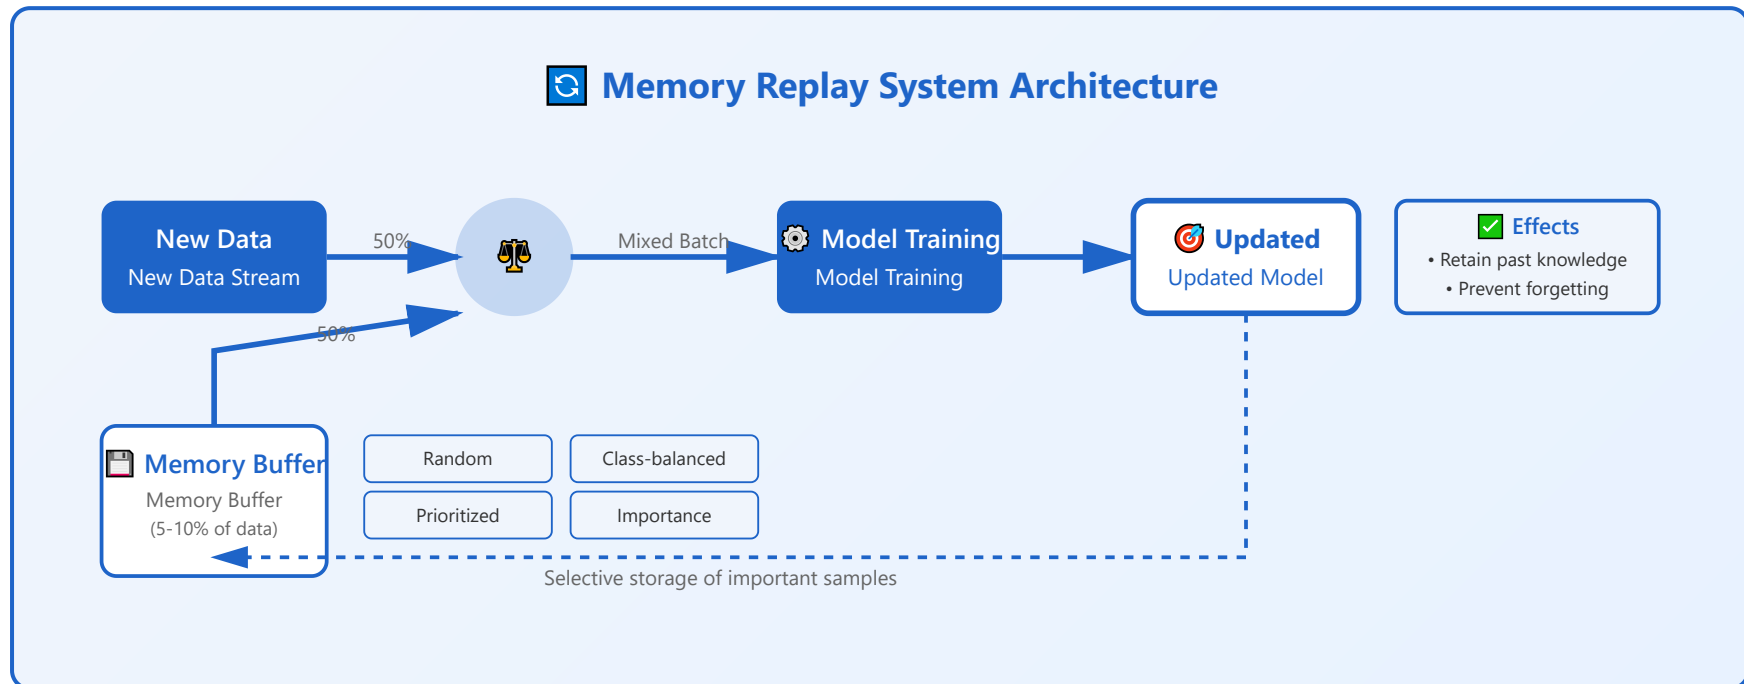 Memory Replay System Architecture
New Data
New Data Stream
50%
Mixed Batch
Model Training
Model Training
Updated
Updated Model
Effects
• Retain past knowledge
• Prevent forgetting
50%
Memory Buffer
Memory Buffer
(5-10% of data)
Random
Class-balanced
Prioritized
Importance
Selective storage of important samples